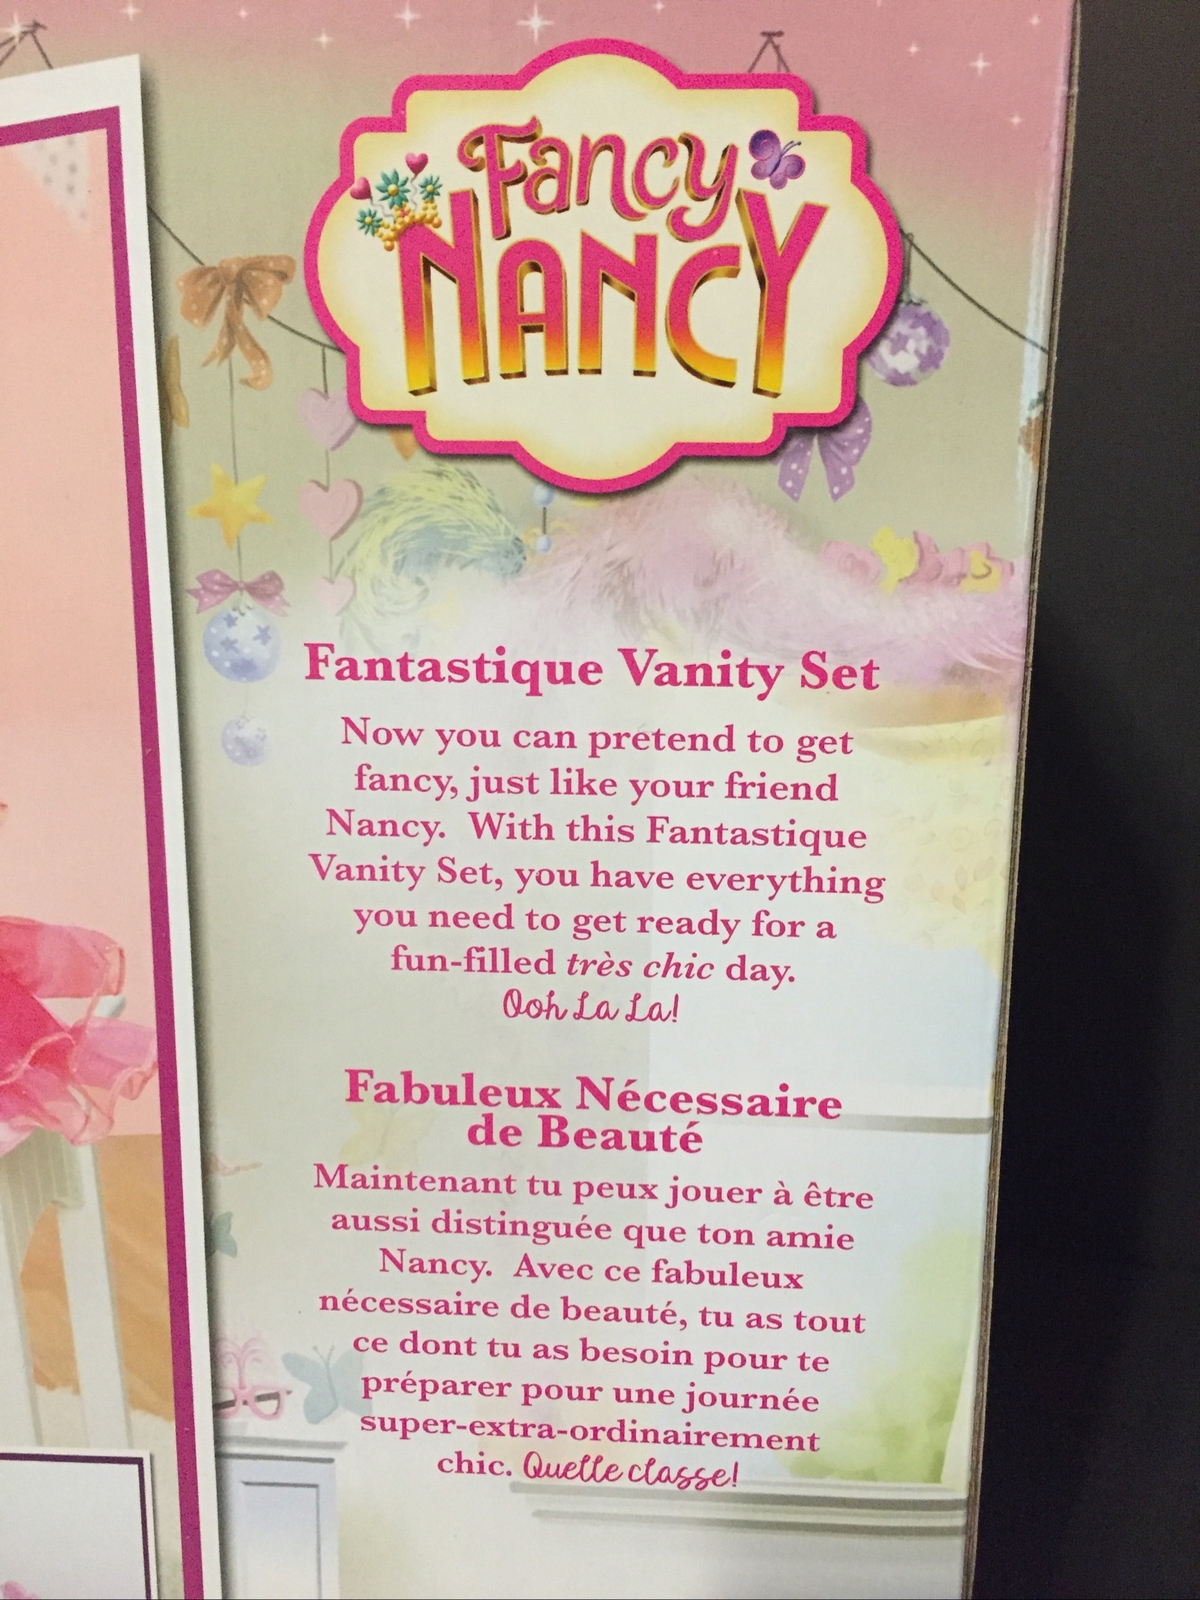 Fancy
NANCY
Fantastique Vanity Set
Now you can pretend to get
fancy, just like your friend
Nancy. With this Fantastique
Vanity Set, you have everything
you need to get ready for a
fun-filled très chic day.
Ooh La La!
Fabuleux Nécessaire
de Beauté
Maintenant tu peux jouer à être
aussi distinguée que ton amie
Nancy. Avec ce fabuleux
nécessaire de beauté, tu as tout
ce dont tu as besoin pour te
préparer pour une journée
super-extra-ordinairement
chic. Quelle classe!